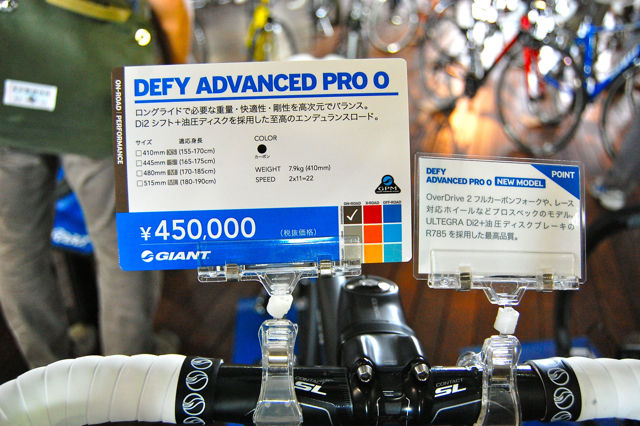 ON-ROAD | PERFORMANCE
DEFY ADVANCED PRO 0
ロングライドで必要な重量・快適性・剛性を高次元でバランス。
Di2 シフト＋油圧ディスクを採用した至高のエンデュランスロード。
サイズ 適応身長
410mm (155-170cm)
445mm (165-175cm)
480mm (170-185cm)
515mm (180-190cm)
COLOR
カーボン
WEIGHT 7.9kg (410mm)
SPEED 2x11=22
GPM
¥450,000 (税抜価格)
ON-ROAD X-ROAD OFF-ROAD
GIANT
POINT
DEFY
ADVANCED PRO 0 NEW MODEL
OverDrive 2 フルカーボンフォークや、レース
対応ホイールなどプロスペックのモデル。
ULTEGRA Di2+油圧ディスクブレーキの
R785 を採用した最高品質。
CONTACT
SL
CONTACT
SL